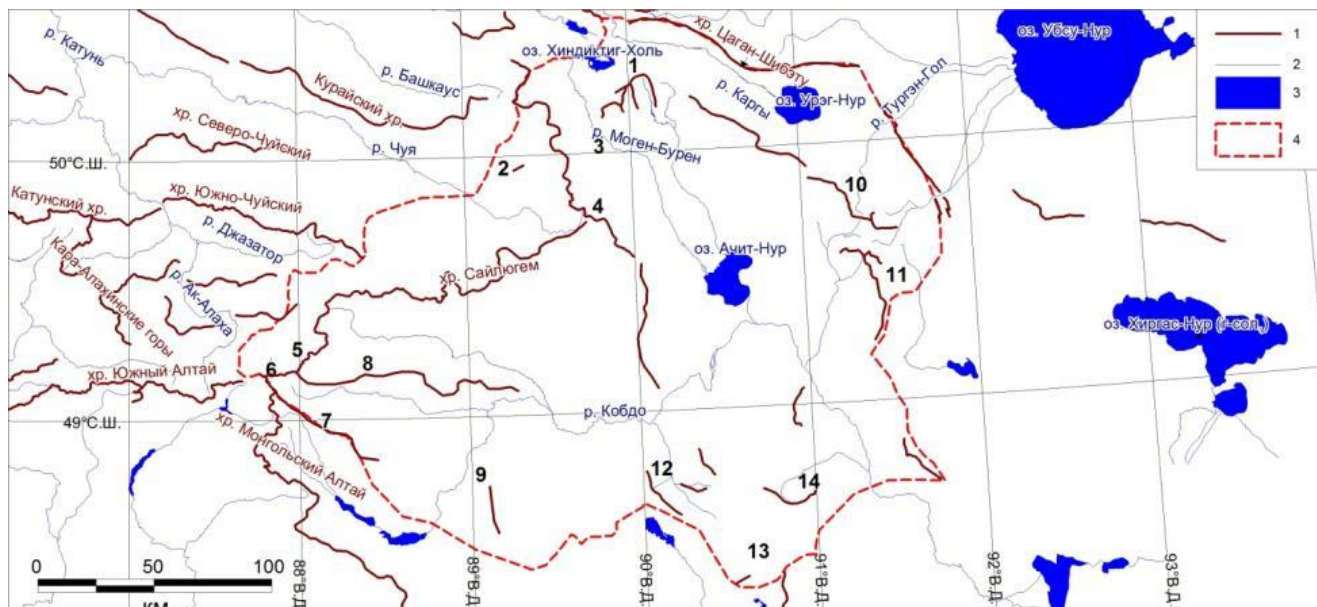 оз. Убсу-Нур
хр. Цаган-Шибэту
р. Катунь
оз. Хиндиктиг-Холь
1
р. Башкаус
р. Тургэн-Гол
р. Каргы
оз. Урэг-Нур
Курайский хр.
хр. Северо-Чуйский
р. Чуя
р. Моген-Бурен
3
50°С.Ш.
2
10
Катунский хр.
хр. Южно-Чуйский
4
р. Джазатор
оз. Ачит-Нур
хр. Сайлюгем
11
Кара-Алахинские горы
р. Ак-Алаха
оз. Хиргас-Нур (г-сол.)
5
8
6
хр. Южный Алтай
р. Кобдо
49°С.Ш.
7
хр. Монгольский Алтай
9
12
14
13
0
50
100
км
88°В.Д.
89°В.Д.
90°В.Д.
91°В.Д.
92°В.Д.
93°В.Д.
1
2
3
4